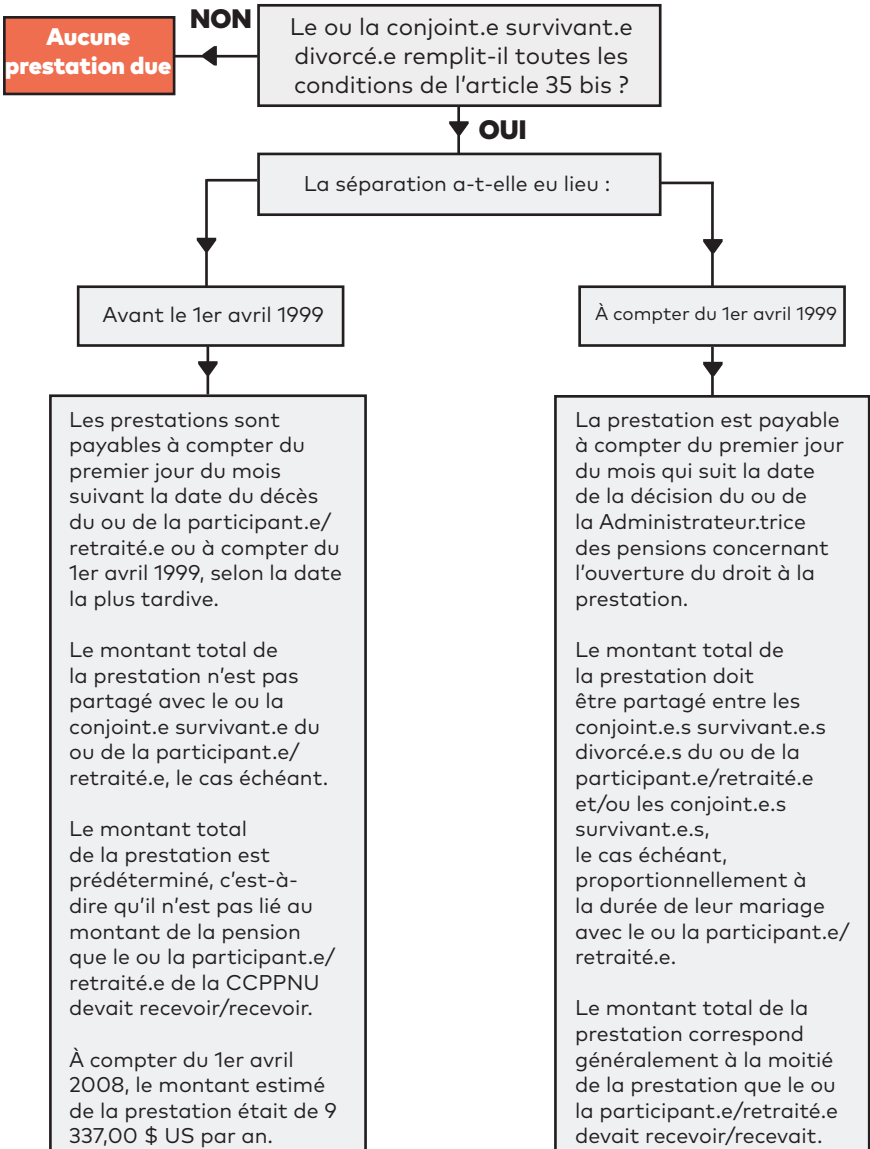 Aucune
prestation due
NON
Le ou la conjoint.e survivant.e
divorcé.e remplit-il toutes les
conditions de l'article 35 bis ?
OUI
La séparation a-t-elle eu lieu :
Avant le 1er avril 1999
À compter du 1er avril 1999
Les prestations sont
payables à compter du
premier jour du mois
suivant la date du décès
du ou de la participant.e/
retraité.e ou à compter du
1er avril 1999, selon la date
la plus tardive.
Le montant total de
la prestation n'est pas
partagé avec le ou la
conjoint.e survivant.e du
ou de la participant.e/
retraité.e, le cas échéant.
Le montant total
de la prestation est
prédéterminé, c'est-à-
dire qu'il n'est pas lié au
montant de la pension
que le ou la participant.e/
retraité.e de la CCPPNU
devait recevoir/recevoir.
À compter du 1er avril
2008, le montant estimé
de la prestation était de 9
337,00 $ US par an.
La prestation est payable
à compter du premier jour
du mois qui suit la date
de la décision du ou de
la Administrateur.trice
des pensions concernant
l'ouverture du droit à la
prestation.
Le montant total de
la prestation doit
être partagé entre les
conjoint.e.s survivant.e.s
divorcé.e.s du ou de la
participant.e/retraité.e
et/ou les conjoint.e.s
survivant.e.s,
le cas échéant,
proportionnellement à
la durée de leur mariage
avec le ou la participant.e/
retraité.e.
Le montant total de la
prestation correspond
généralement à la moitié
de la prestation que le ou
la participant.e/retraité.e
devait recevoir/recevait.